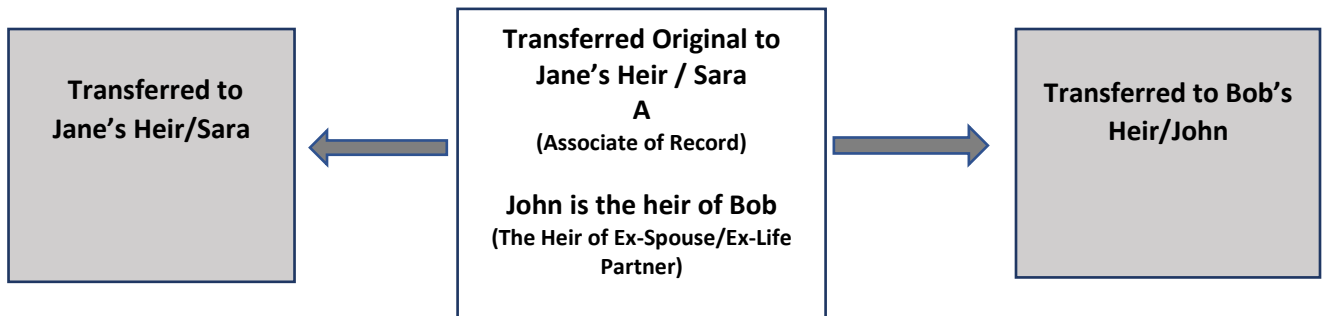 Transferred to
Jane’s Heir/Sara
Transferred Original to
Jane’s Heir / Sara
A
(Associate of Record)
John is the heir of Bob
(The Heir of Ex-Spouse/Ex-Life
Partner)
Transferred to Bob’s
Heir/John